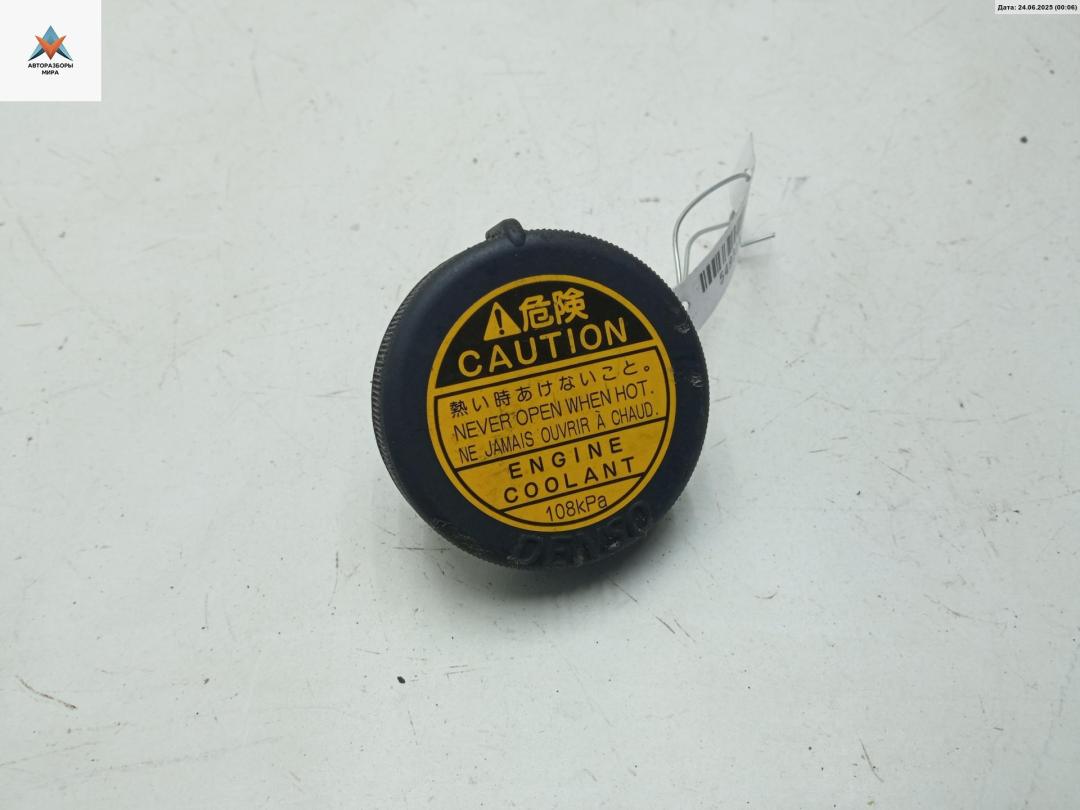 Дата: 24.06.2025 (00:06)
АВТОРАЗБОРЫ
МИРА
危険
CAUTION
熱い時あけないこと。
NEVER OPEN WHEN HOT.
NE JAMAIS OUVRIR À CHAUD.
ENGINE
COOLANT
108kPa
DENSO